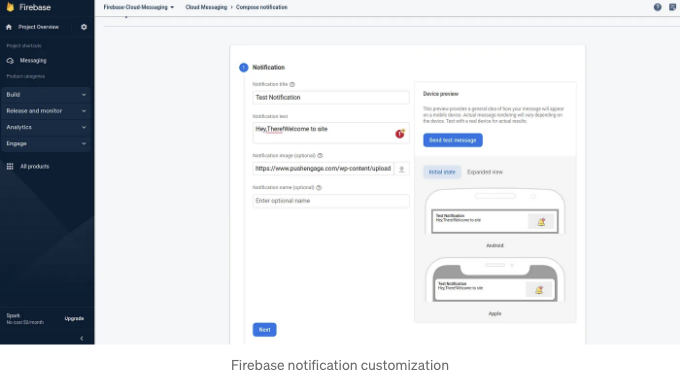 Firebase
Firebase-Cloud-Messaging
Cloud Messaging > Compose notification
Project Overview
Project shortcuts
Messaging
Product categories
Build
Release and monitor
Analytics
Engage
All products
Spark
No cost $0/month
Upgrade
1
Notification
Notification title
Test Notification
Notification text
Hey,There!Welcome to site
Notification image (optional)
https://www.pushengage.com/wp-content/upload
Notification name (optional)
Enter optional name
Next
Device preview
This preview provides a general idea of how your message will appear
on a mobile device. Actual message rendering will vary depending on
the device. Test with a real device for actual results.
Send test message
Initial state
Expanded view
Test Notification
Hey,There!Welcome to site
Android
Test Notification
Hey,There!Welcome to site
Apple
Firebase notification customization